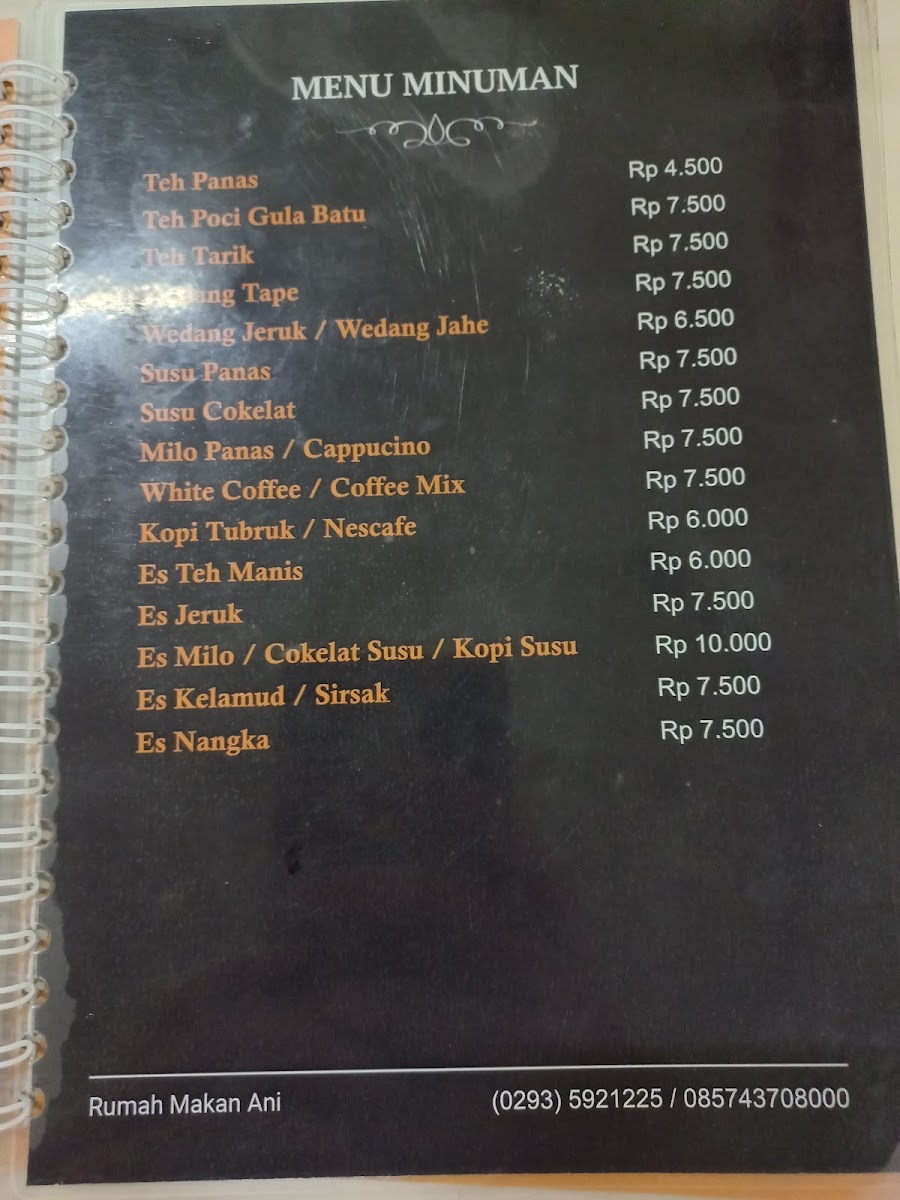 MENU MINUMAN
Teh Panas Rp 4.500
Teh Poci Gula Batu Rp 7.500
Teh Tarik Rp 7.500
Tape Rp 7.500
Wedang Jeruk / Wedang Jahe Rp 6.500
Susu Panas Rp 7.500
Susu Cokelat Rp 7.500
Milo Panas / Cappucino Rp 7.500
White Coffee / Coffee Mix Rp 7.500
Kopi Tubruk / Nescafe Rp 6.000
Es Teh Manis Rp 6.000
Es Jeruk Rp 7.500
Es Milo / Cokelat Susu / Kopi Susu Rp 10.000
Es Kelamud / Sirsak Rp 7.500
Es Nangka Rp 7.500
Rumah Makan Ani (0293) 5921225 / 085743708000